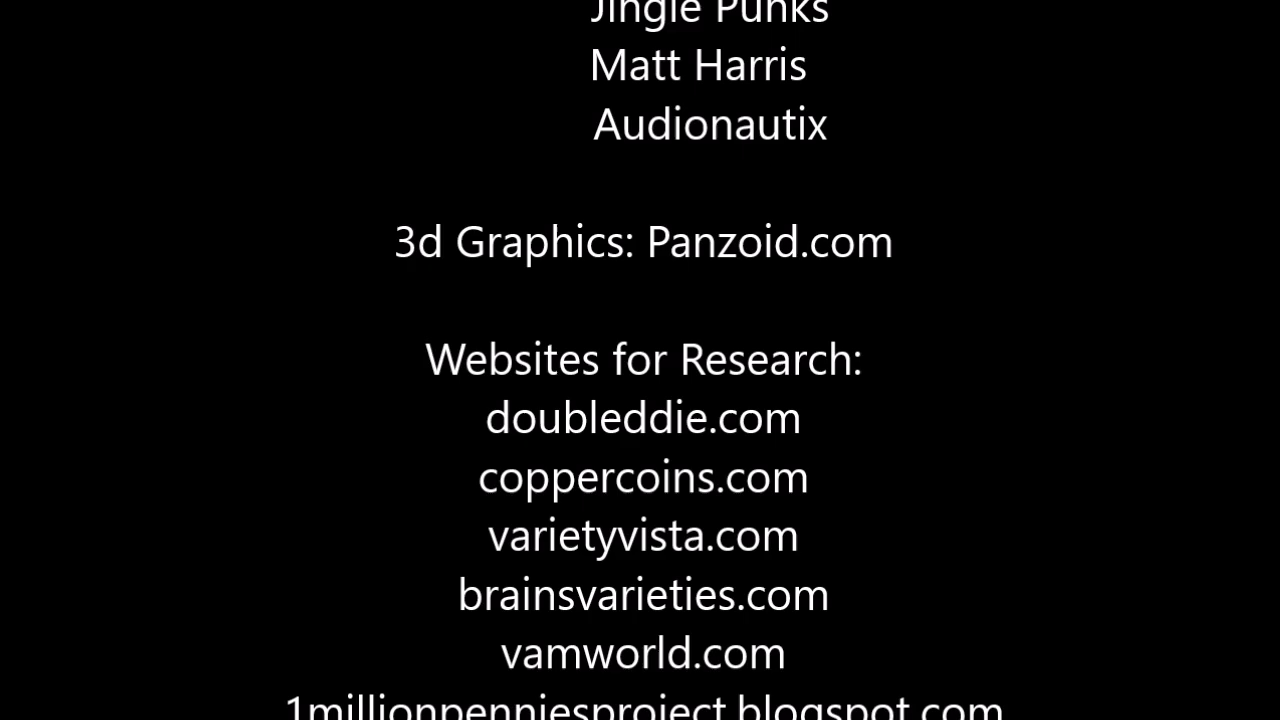 Jingle Punks
Matt Harris
Audionautix
3d Graphics: Panzoid.com
Websites for Research:
doubleddie.com
coppercoins.com
varietyvista.com
brainsvarieties.com
vamworld.com
1millionpenniesproject.blogspot.com